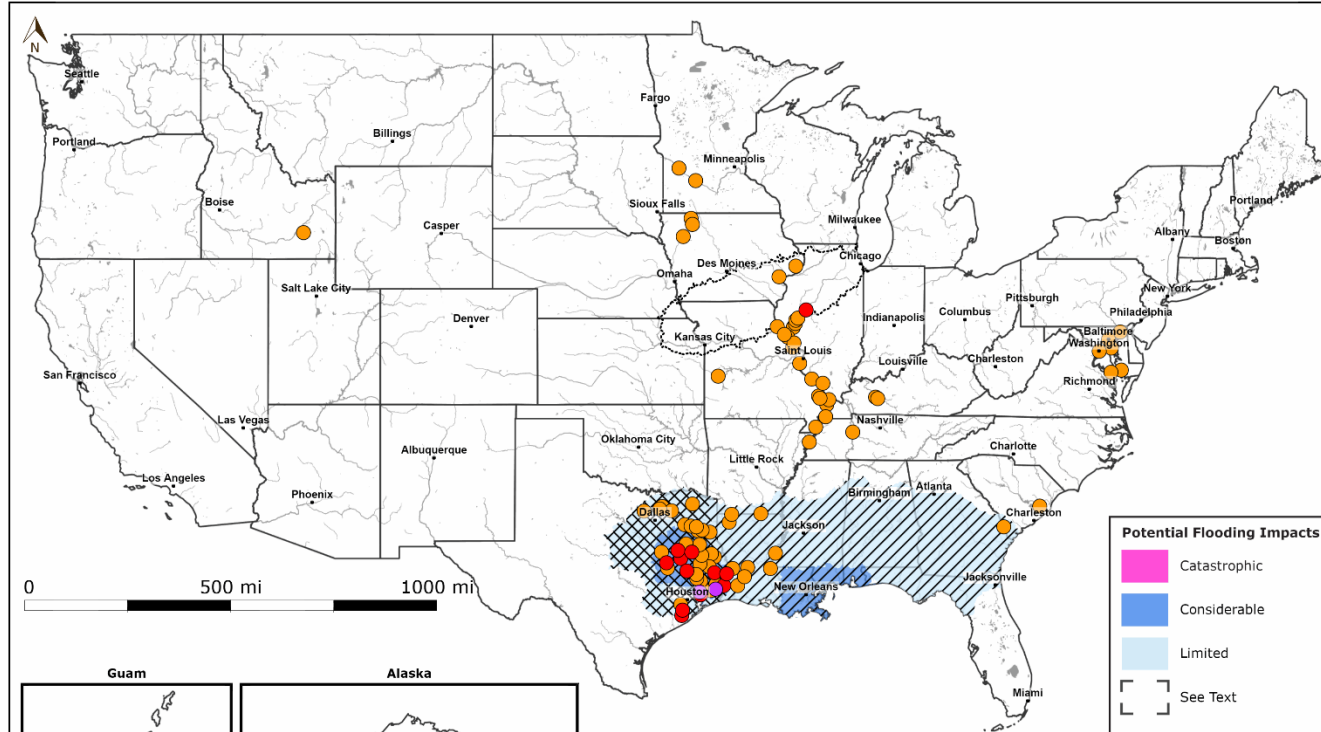 N
Seattle
Portland
Billings
Fargo
Minneapolis
Boise
Casper
Sioux Falls
Milwaukee
Chicago
Albany
Portland
Boston
Des Moines
Omaha
Salt Lake City
Denver
Kansas City
Saint Louis
Indianapolis
Columbus
Pittsburgh
New York
Philadelphia
Baltimore
Washington
San Francisco
Louisville
Charleston
Richmond
Las Vegas
Albuquerque
Oklahoma City
Nashville
Charlotte
Los Angeles
Phoenix
Little Rock
Dallas
Jackson
Birmingham
Atlanta
Charleston
Houston
New Orleans
Jacksonville
Miami
0 500 mi 1000 mi
Potential Flooding Impacts
Catastrophic
Considerable
Limited
See Text
Guam
Alaska